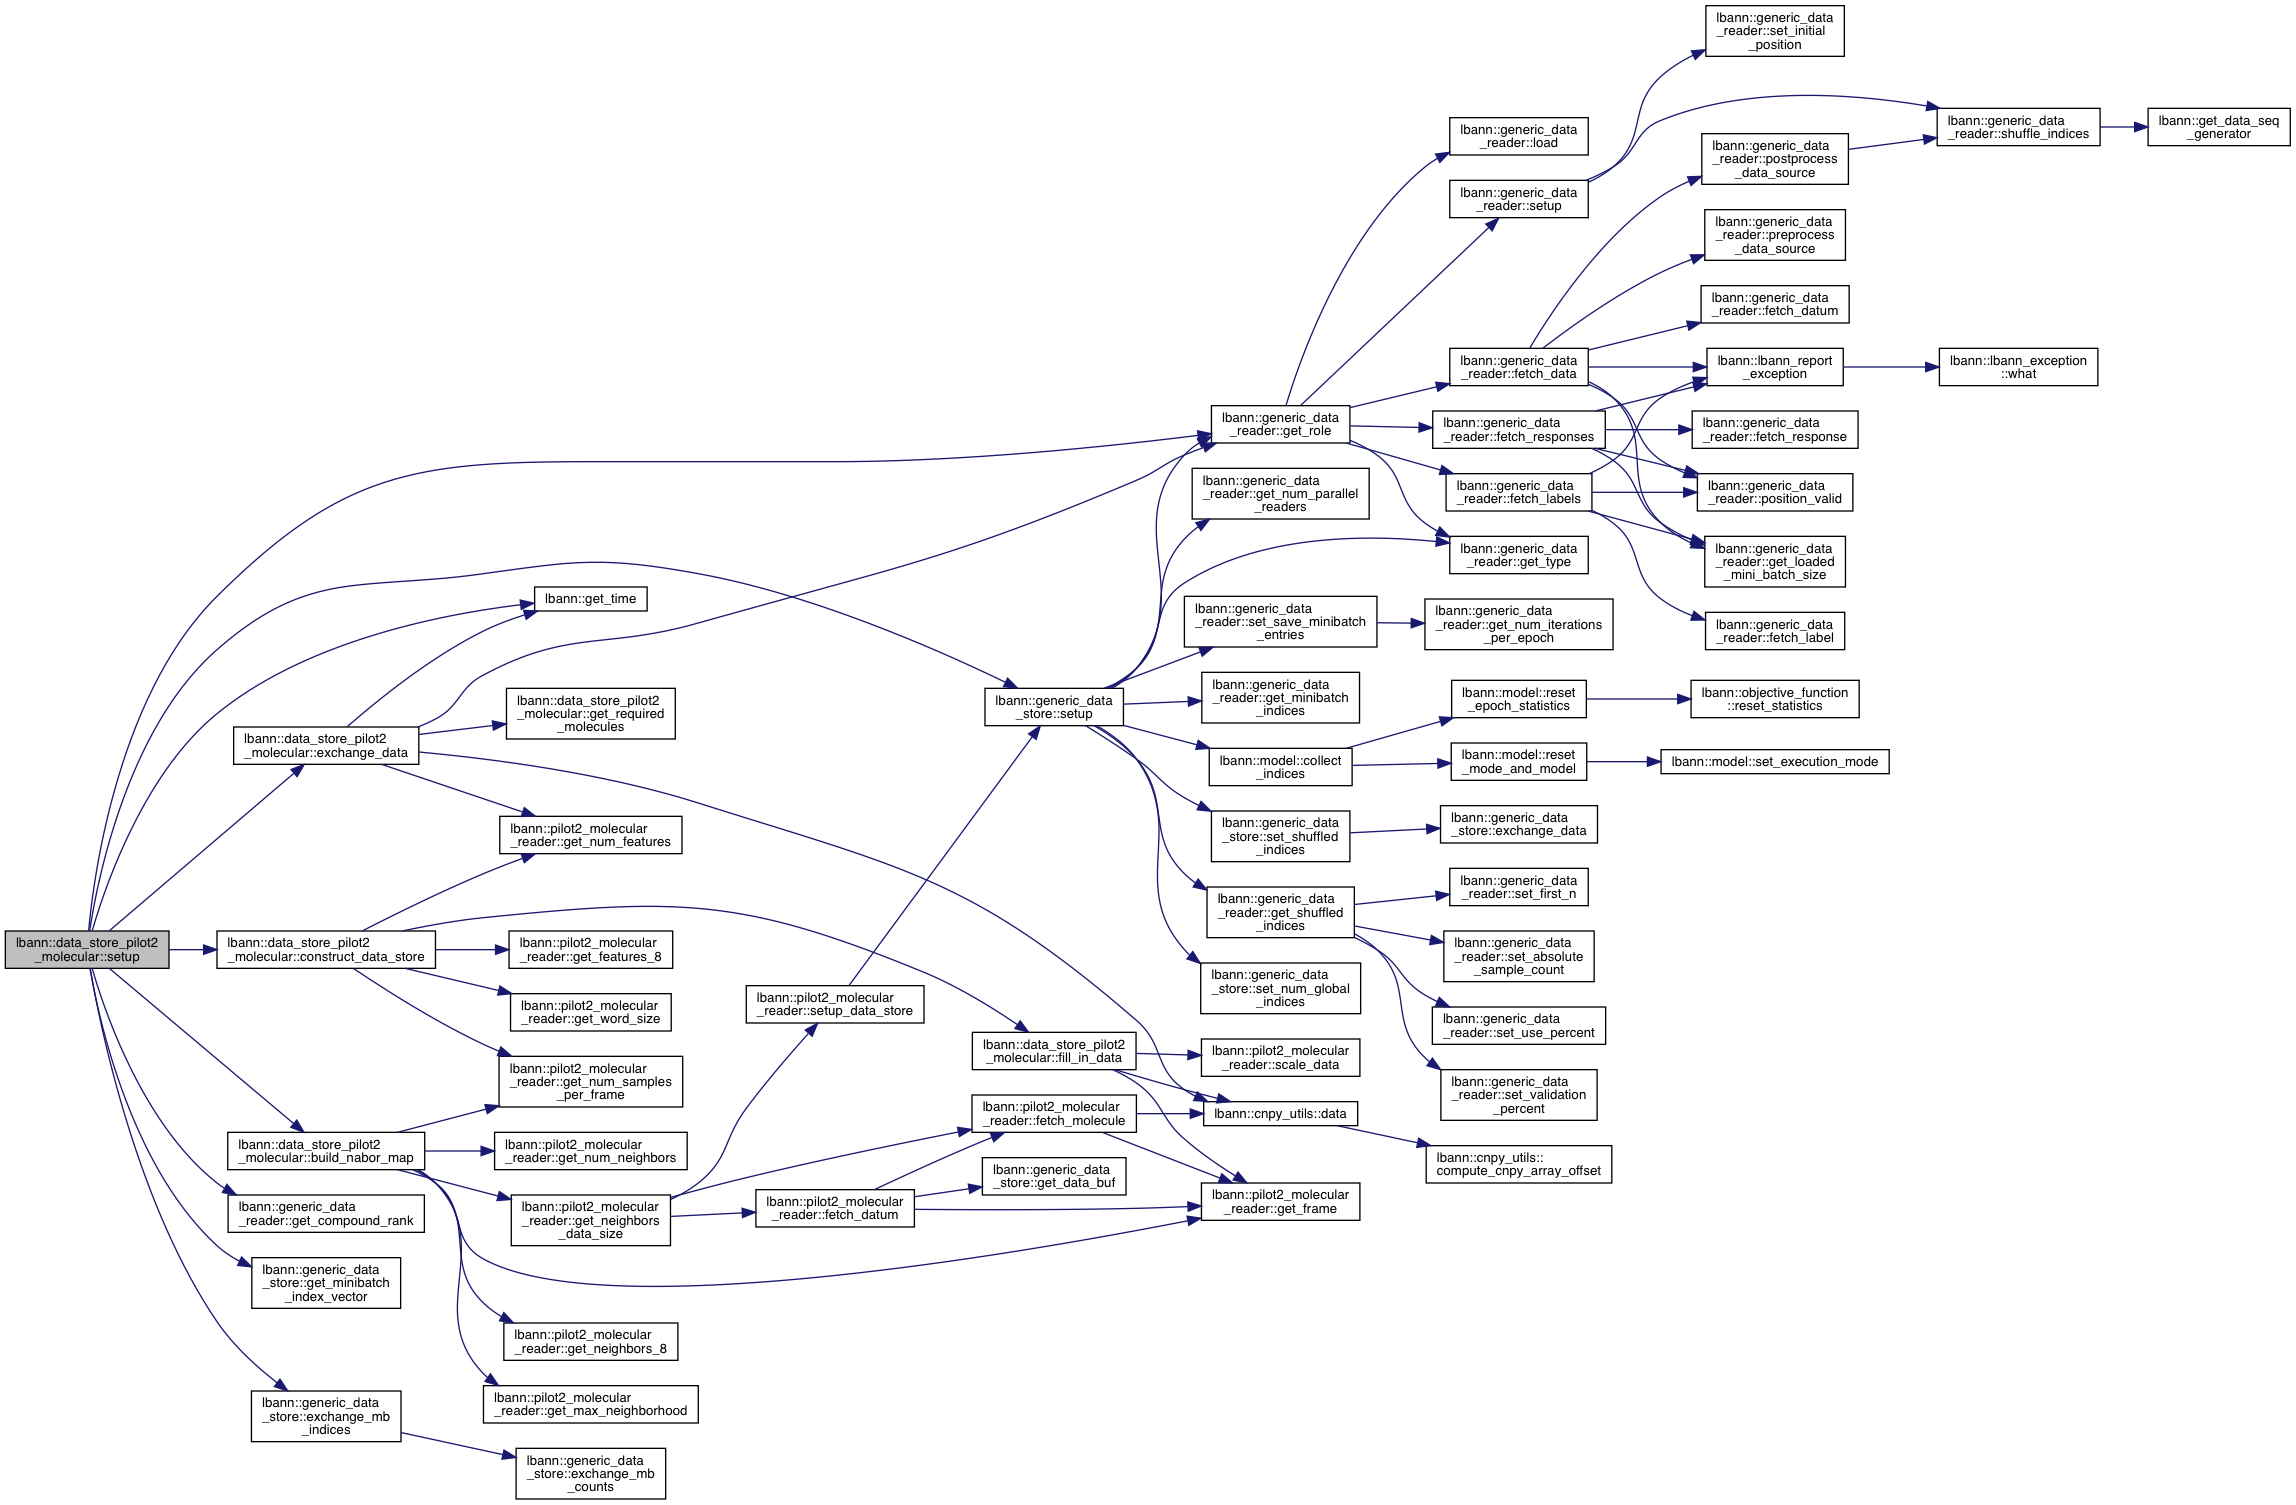 lbann::data_store_pilot2
_molecular::setup
lbann::data_store_pilot2
_molecular::exchange_data
lbann::data_store_pilot2
_molecular::construct_data_store
lbann::data_store_pilot2
_molecular::build_nabor_map
lbann::generic_data
_reader::get_compound_rank
lbann::generic_data
_store::get_minibatch
_index_vector
lbann::generic_data
_store::exchange_mb
_indices
lbann::get_time
lbann::data_store_pilot2
_molecular::get_required
_molecules
lbann::pilot2_molecular
_reader::get_num_features
lbann::pilot2_molecular
_reader::get_features_8
lbann::pilot2_molecular
_reader::get_word_size
lbann::pilot2_molecular
_reader::get_num_samples
_per_frame
lbann::pilot2_molecular
_reader::get_num_neighbors
lbann::pilot2_molecular
_reader::get_neighbors
_data_size
lbann::pilot2_molecular
_reader::get_neighbors_8
lbann::pilot2_molecular
_reader::get_max_neighborhood
lbann::generic_data
_store::exchange_mb
_counts
lbann::pilot2_molecular
_reader::setup_data_store
lbann::pilot2_molecular
_reader::fetch_datum
lbann::generic_data
_store::setup
lbann::data_store_pilot2
_molecular::fill_in_data
lbann::pilot2_molecular
_reader::fetch_molecule
lbann::generic_data
_store::get_data_buf
lbann::generic_data
_reader::get_role
lbann::generic_data
_reader::get_num_parallel
_readers
lbann::generic_data
_reader::set_save_minibatch
_entries
lbann::generic_data
_reader::get_minibatch
_indices
lbann::model::collect
_indices
lbann::generic_data
_store::set_shuffled
_indices
lbann::generic_data
_reader::get_shuffled
_indices
lbann::generic_data
_store::set_num_global
_indices
lbann::pilot2_molecular
_reader::scale_data
lbann::cnpy_utils::data
lbann::pilot2_molecular
_reader::get_frame
lbann::generic_data
_reader::load
lbann::generic_data
_reader::setup
lbann::generic_data
_reader::fetch_data
lbann::generic_data
_reader::fetch_responses
lbann::generic_data
_reader::fetch_labels
lbann::generic_data
_reader::get_type
lbann::generic_data
_reader::get_num_iterations
_per_epoch
lbann::model::reset
_epoch_statistics
lbann::model::reset
_mode_and_model
lbann::generic_data
_store::exchange_data
lbann::generic_data
_reader::set_first_n
lbann::generic_data
_reader::set_absolute
_sample_count
lbann::generic_data
_reader::set_use_percent
lbann::generic_data
_reader::set_validation
_percent
lbann::cnpy_utils::
compute_cnpy_array_offset
lbann::generic_data
_reader::set_initial
_position
lbann::generic_data
_reader::postprocess
_data_source
lbann::generic_data
_reader::preprocess
_data_source
lbann::generic_data
_reader::fetch_datum
lbann::lbann_report
_exception
lbann::generic_data
_reader::fetch_response
lbann::generic_data
_reader::position_valid
lbann::generic_data
_reader::get_loaded
_mini_batch_size
lbann::generic_data
_reader::fetch_label
lbann::objective_function
::reset_statistics
lbann::model::set_execution_mode
lbann::generic_data
_reader::shuffle_indices
lbann::lbann_exception
::what
lbann::get_data_seq
_generator